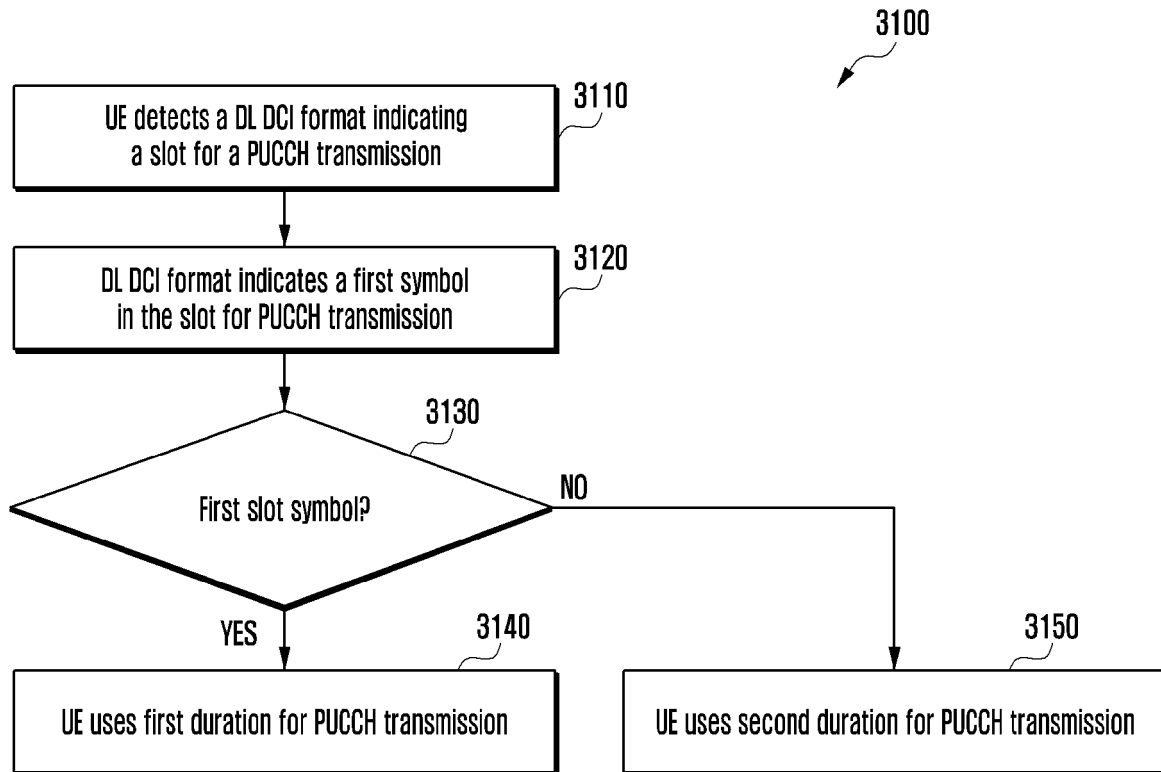 3100
3110
UE detects a DL DCI format indicating
a slot for a PUCCH transmission
3120
DL DCI format indicates a first symbol
in the slot for PUCCH transmission
3130
First slot symbol?
NO
YES
3140
UE uses first duration for PUCCH transmission
3150
UE uses second duration for PUCCH transmission